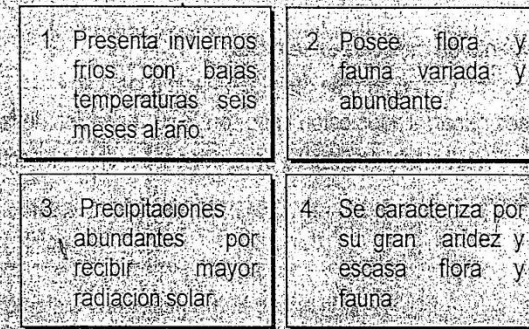 1. Presenta inviernos
fríos con bajas
temperaturas seis
meses al año.
2. Posee flora y
fauna variada y
abundante.
3. Precipitaciones
abundantes por
recibir mayor
radiación solar.
4. Se caracteriza por
su gran aridez y
escasa flora y
fauna.